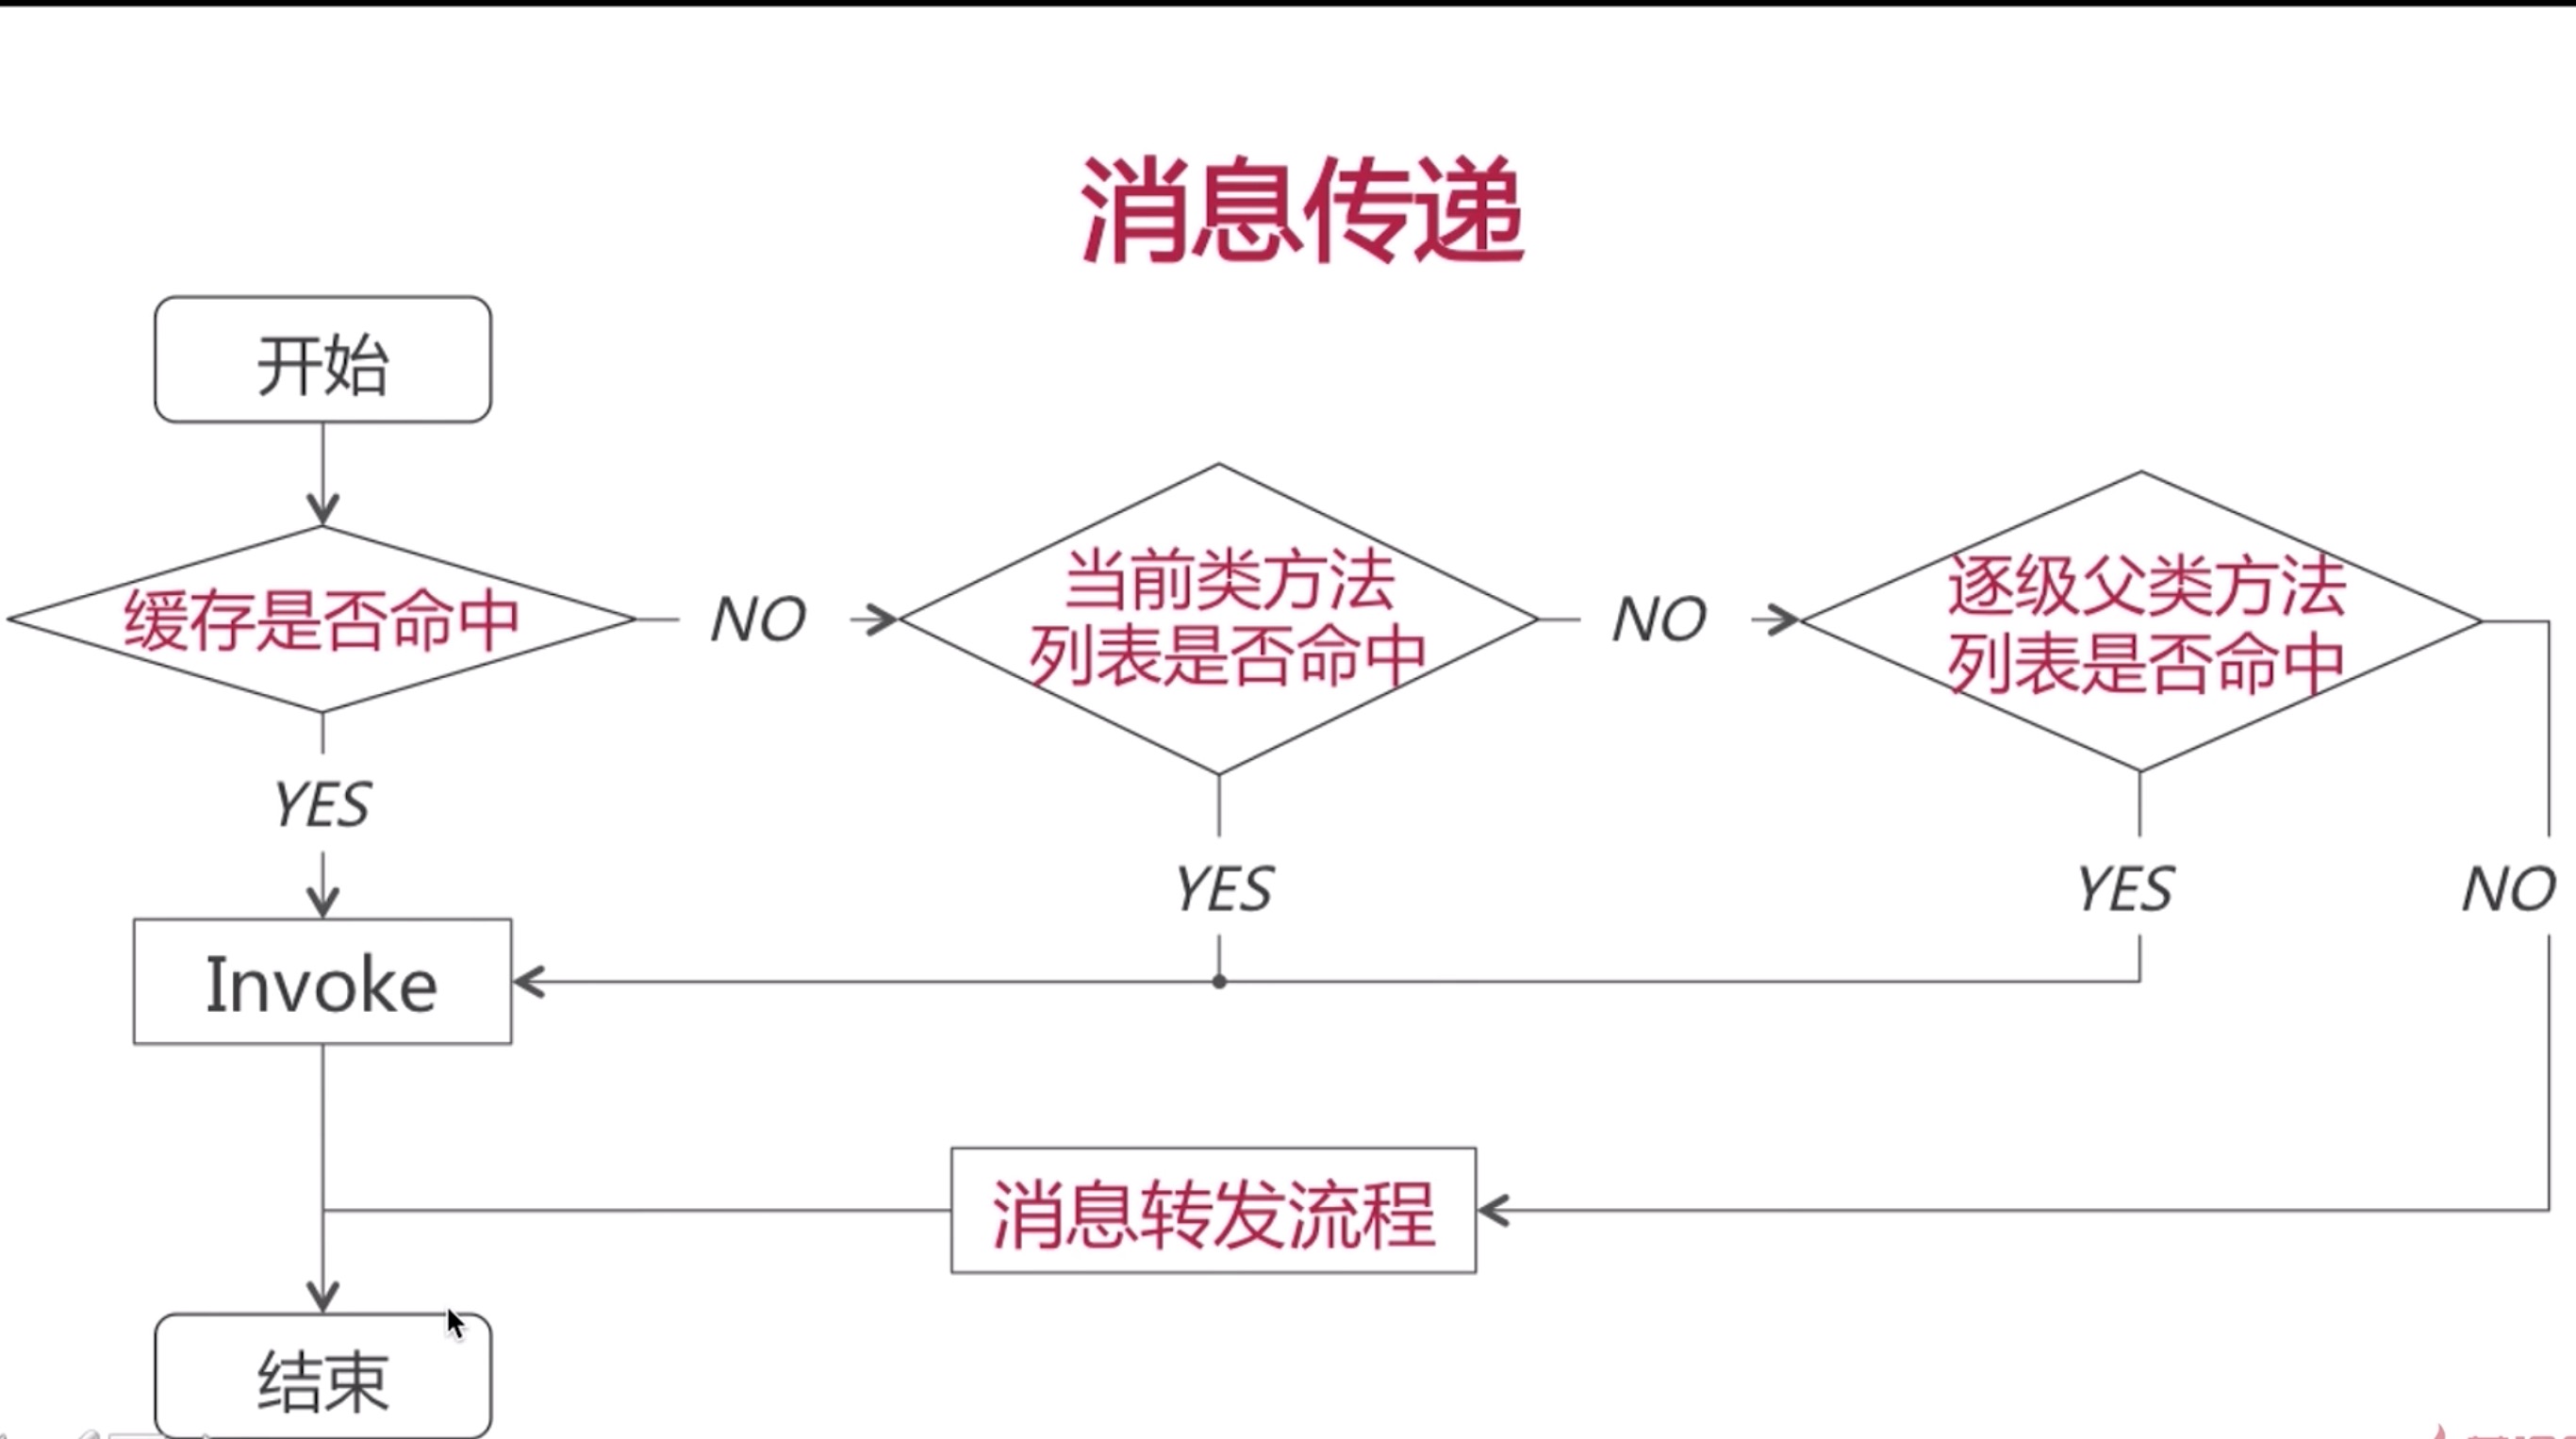 消息传递
开始
缓存是否命中
NO
当前类方法
列表是否命中
NO
逐级父类方法
列表是否命中
YES
YES
YES
NO
Invoke
消息转发流程
结束